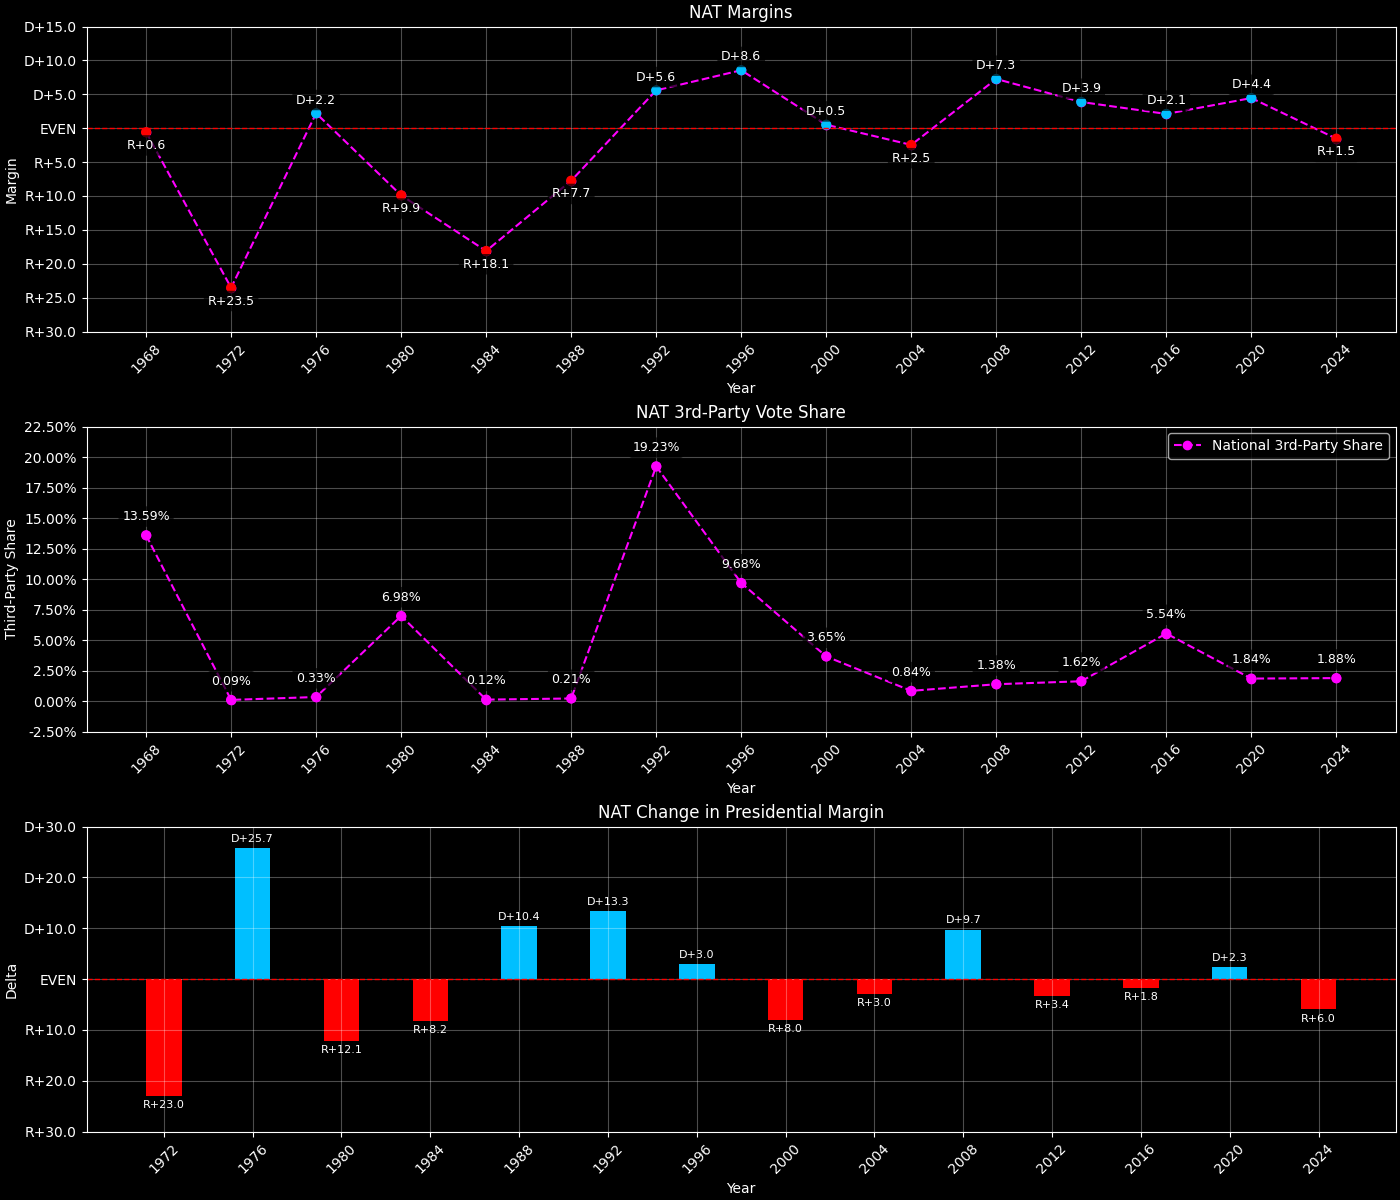 NAT Margins
D+15.0
D+10.0
D+5.0
EVEN
R+5.0
R+10.0
R+15.0
R+20.0
R+25.0
R+30.0
Margin
R+0.6
R+23.5
D+2.2
R+9.9
R+18.1
R+7.7
D+5.6
D+8.6
D+0.5
R+2.5
D+7.3
D+3.9
D+2.1
D+4.4
R+1.5
1968 1972 1976 1980 1984 1988 1992 1996 2000 2004 2008 2012 2016 2020 2024
Year
NAT 3rd-Party Vote Share
22.50%
20.00%
17.50%
15.00%
12.50%
10.00%
7.50%
5.00%
2.50%
0.00%
-2.50%
Third-Party Share
National 3rd-Party Share
13.59%
0.09%
0.33%
6.98%
0.12%
0.21%
19.23%
9.68%
3.65%
0.84%
1.38%
1.62%
5.54%
1.84%
1.88%
1968 1972 1976 1980 1984 1988 1992 1996 2000 2004 2008 2012 2016 2020 2024
Year
NAT Change in Presidential Margin
D+30.0
D+20.0
D+10.0
EVEN
R+10.0
R+20.0
R+30.0
Delta
R+23.0
D+25.7
R+12.1
R+8.2
D+10.4
D+13.3
D+3.0
R+8.0
R+3.0
D+9.7
R+3.4
R+1.8
D+2.3
R+6.0
1972 1976 1980 1984 1988 1992 1996 2000 2004 2008 2012 2016 2020 2024
Year